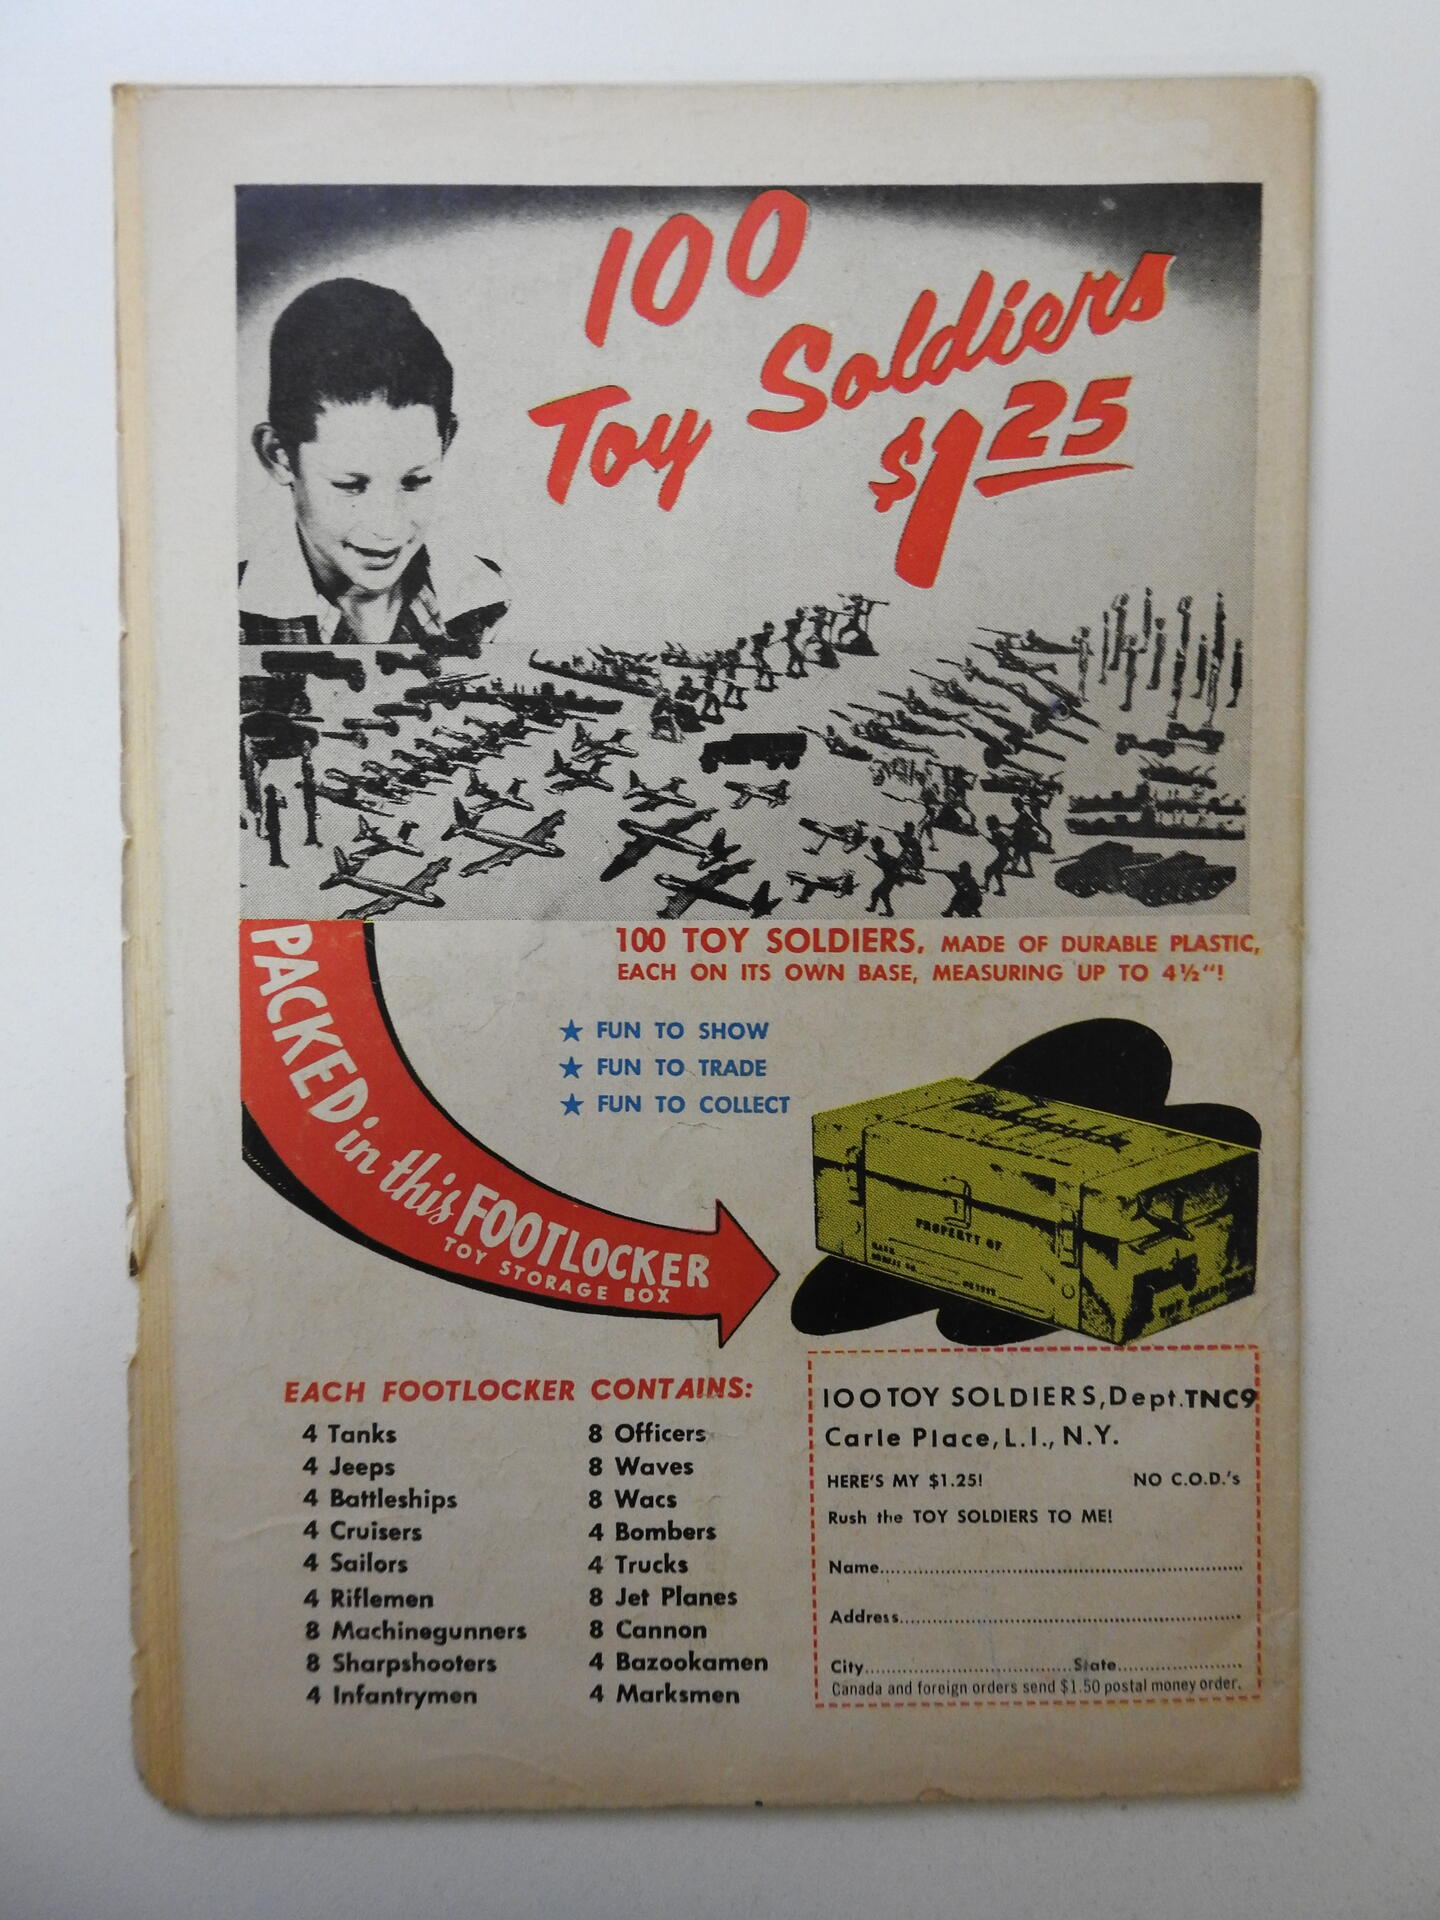 100
Toy Soldiers
$1 25
100 TOY SOLDIERS, MADE OF DURABLE PLASTIC,
EACH ON ITS OWN BASE, MEASURING UP TO 4½"!
PACKED in this FOOTLOCKER
TOY STORAGE BOX
★ FUN TO SHOW
★ FUN TO TRADE
★ FUN TO COLLECT
PROPERTY OF
TOY SOLDIERS
EACH FOOTLOCKER CONTAINS:
4 Tanks
4 Jeeps
4 Battleships
4 Cruisers
4 Sailors
4 Riflemen
8 Machinegunners
8 Sharpshooters
4 Infantrymen
8 Officers
8 Waves
8 Wacs
4 Bombers
4 Trucks
8 Jet Planes
8 Cannon
4 Bazookamen
4 Marksmen
100 TOY SOLDIERS, Dept. TNC9
Carle Place, L.I., N.Y.
HERE'S MY $1.25! NO C.O.D.'s
Rush the TOY SOLDIERS TO ME!
Name
Address
City State
Canada and foreign orders send $1.50 postal money order.